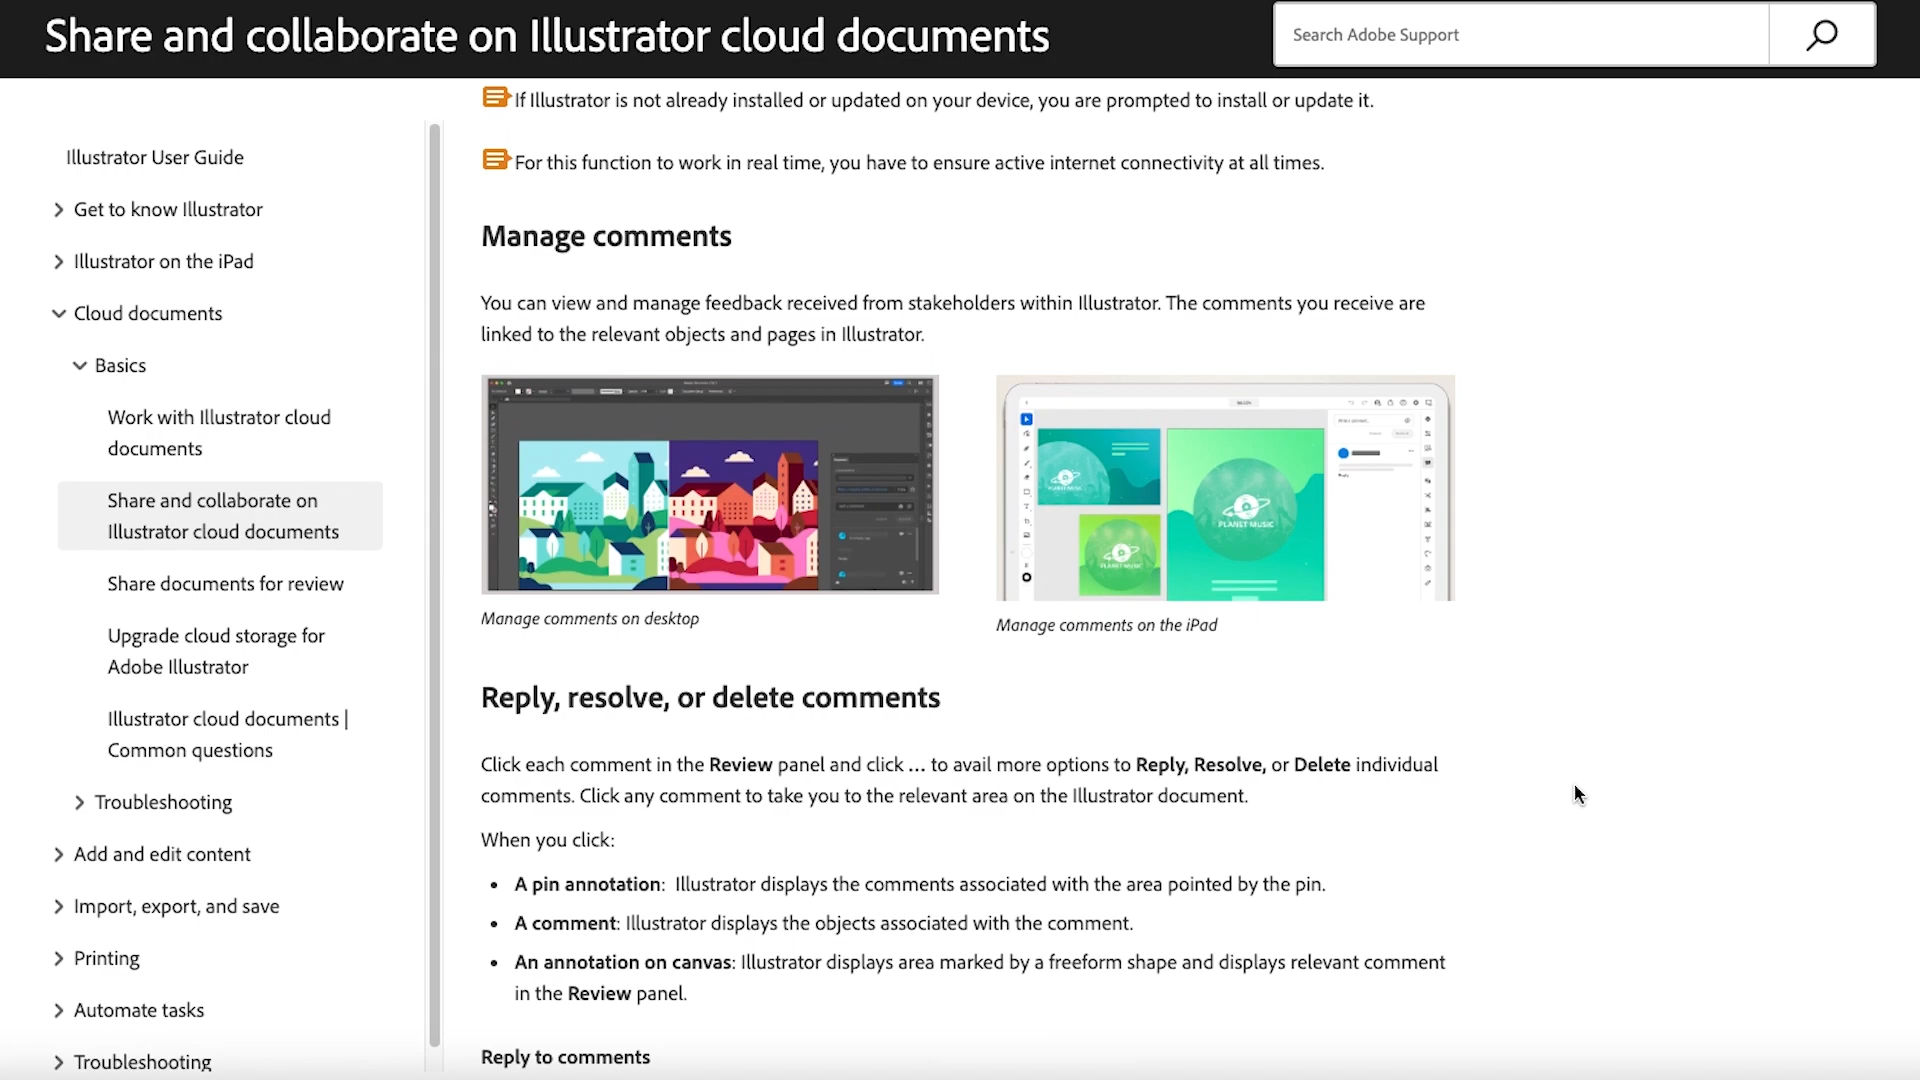 Share and collaborate on Illustrator cloud documents
Search Adobe Support
Illustrator User Guide
Get to know Illustrator
Illustrator on the iPad
Cloud documents
Basics
Work with Illustrator cloud
documents
Share and collaborate on
Illustrator cloud documents
Share documents for review
Upgrade cloud storage for
Adobe Illustrator
Illustrator cloud documents |
Common questions
Troubleshooting
Add and edit content
Import, export, and save
Printing
Automate tasks
Troubleshooting
If Illustrator is not already installed or updated on your device, you are prompted to install or update it.
For this function to work in real time, you have to ensure active internet connectivity at all times.
Manage comments
You can view and manage feedback received from stakeholders within Illustrator. The comments you receive are
linked to the relevant objects and pages in Illustrator.
PLANET MUSIC
PLANET MUSIC
PLANET MUSIC
Manage comments on desktop
Manage comments on the iPad
Reply, resolve, or delete comments
Click each comment in the Review panel and click ... to avail more options to Reply, Resolve, or Delete individual
comments. Click any comment to take you to the relevant area on the Illustrator document.
When you click:
• A pin annotation: Illustrator displays the comments associated with the area pointed by the pin.
• A comment: Illustrator displays the objects associated with the comment.
• An annotation on canvas: Illustrator displays area marked by a freeform shape and displays relevant comment
in the Review panel.
Reply to comments